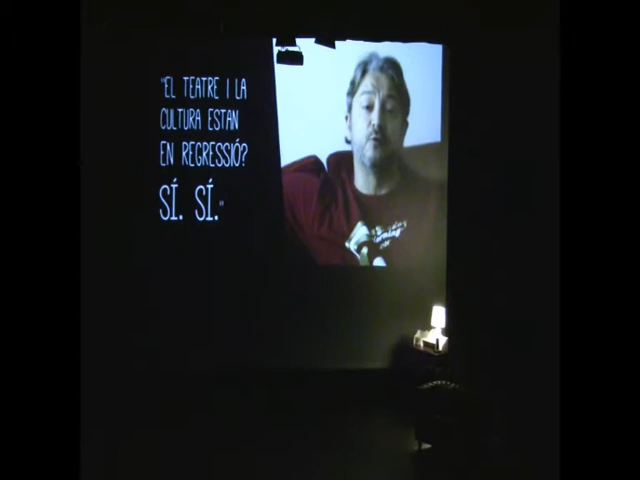 "EL TEATRE I LA
CULTURA ESTAN
EN REGRESSIÓ?
SÍ. SÍ."